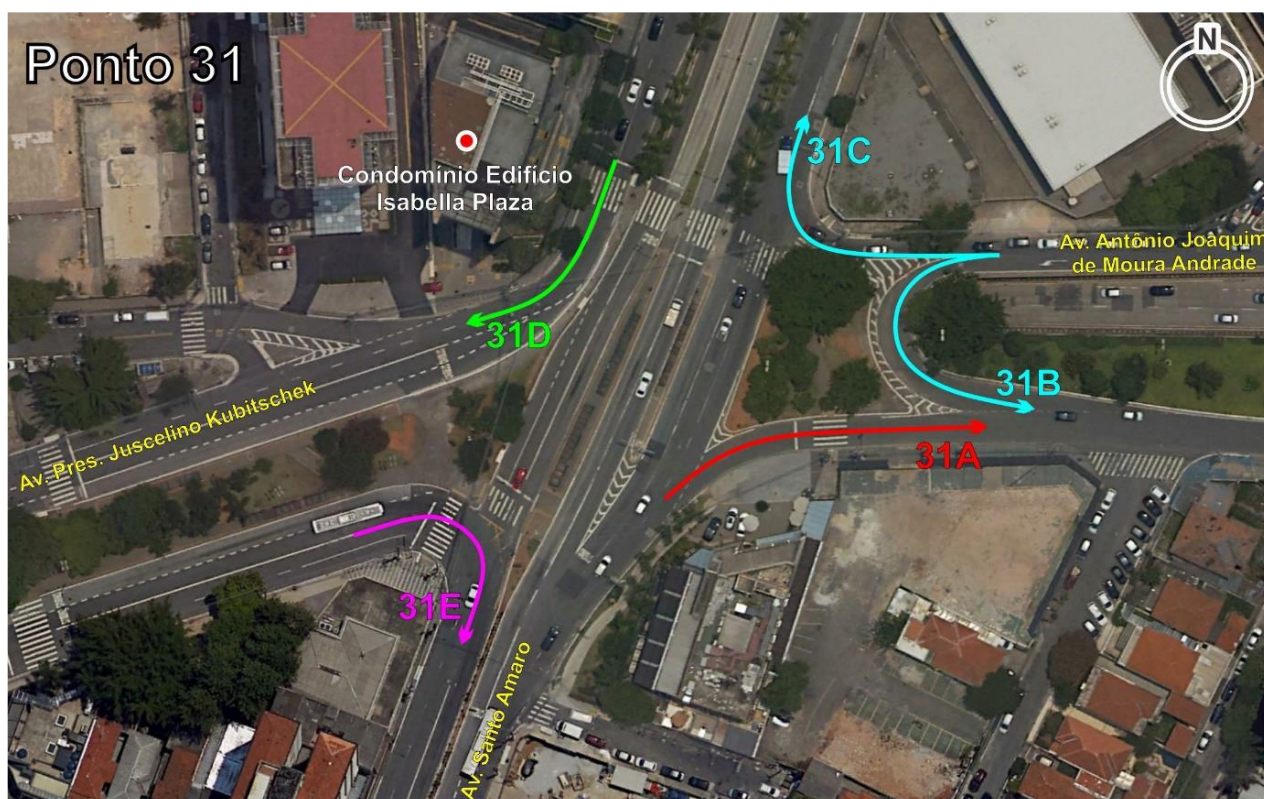 Ponto 31
N
31C
Condomínio Edifício
Isabella Plaza
Av. Antônio Joaquim
de Moura Andrade
31D
31B
Av. Pres. Juscelino Kubitschek
31A
31E
Av. Santo Amaro